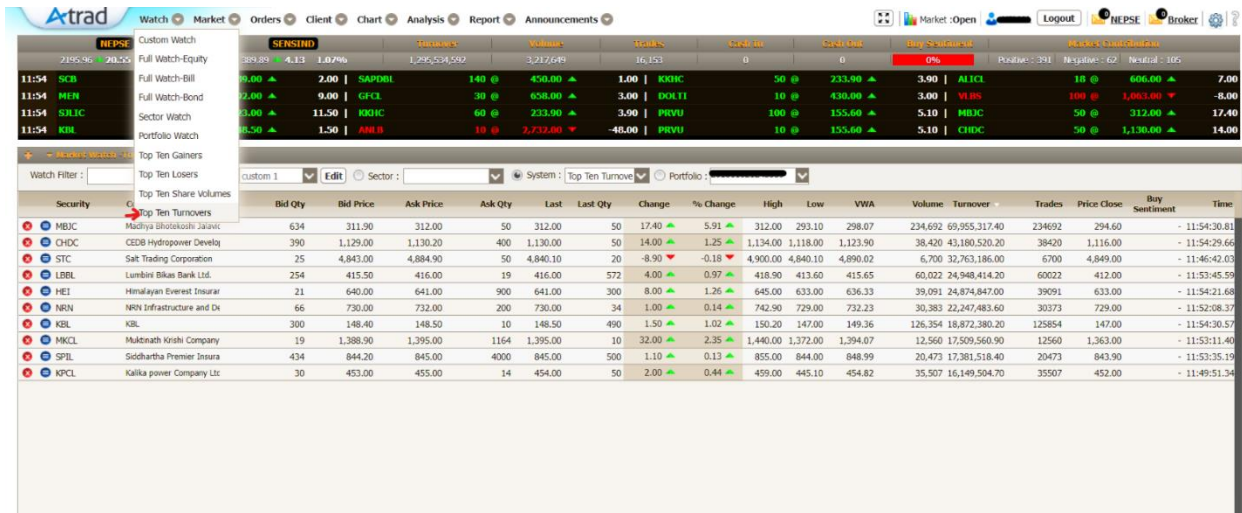 Atrad Watch Market Orders Client Chart Analysis Report Announcements Market :Open Logout 0 NEPSE 0 Broker
NEPSE SENSIND Turnover Volume Trades Cash In Cash Out Buy Sentiment Market Contribution
2195.96 20.55 389.89 4.13 1.07% 1,295,534,592 3,217,649 16,153 0 0 0% Positive : 391 Negative : 62 Neutral : 105
Custom Watch
Full Watch-Equity
Full Watch-Bill
Full Watch-Bond
Sector Watch
Portfolio Watch
Top Ten Gainers
Top Ten Losers
Top Ten Share Volumes
Top Ten Turnovers
11:54 SCB 2.00 | SAPDBL 140 @ 450.00 1.00 | KKHC 50 @ 233.90 3.90 | ALICL 18 @ 606.00 7.00
11:54 MEN 9.00 | GFCL 30 @ 658.00 3.00 | DOLTI 10 @ 430.00 3.00 | VLBS 100 @ 1,063.00 -8.00
11:54 SJLIC 11.50 | KKHC 60 @ 233.90 3.90 | PRVU 100 @ 155.60 5.10 | MBJC 50 @ 312.00 17.40
11:54 KBL 1.50 | ANLB 10 @ 2,732.00 -48.00 | PRVU 10 @ 155.60 5.10 | CHDC 50 @ 1,130.00 14.00
Market Watch
Watch Filter : custom 1 Edit Sector : System : Top Ten Turnove Portfolio :
Security Bid Qty Bid Price Ask Price Ask Qty Last Last Qty Change % Change High Low VWA Volume Turnover Trades Price Close Buy Sentiment Time
MBJC Madhya Bhotekoshi Jalavic 634 311.90 312.00 50 312.00 50 17.40 5.91 312.00 293.10 298.07 234,692 69,955,317.40 234692 294.60 - 11:54:30.81
CHDC CEDB Hydropower Develop 390 1,129.00 1,130.20 400 1,130.00 50 14.00 1.25 1,134.00 1,118.00 1,123.90 38,420 43,180,520.20 38420 1,116.00 - 11:54:29.66
STC Salt Trading Corporation 25 4,843.00 4,884.90 50 4,840.10 20 -8.90 -0.18 4,900.00 4,840.10 4,890.02 6,700 32,763,186.00 6700 4,849.00 - 11:46:42.03
LBBL Lumbini Bikas Bank Ltd. 254 415.50 416.00 19 416.00 572 4.00 0.97 418.90 413.60 415.65 60,022 24,948,414.20 60022 412.00 - 11:53:45.59
HEI Himalayan Everest Insurar 21 640.00 641.00 900 641.00 300 8.00 1.26 645.00 633.00 636.33 39,091 24,874,847.00 39091 633.00 - 11:54:21.68
NRN NRN Infrastructure and De 66 730.00 732.00 200 730.00 34 1.00 0.14 742.90 729.00 732.23 30,383 22,247,483.60 30373 729.00 - 11:52:08.37
KBL KBL 300 148.40 148.50 10 148.50 490 1.50 1.02 150.20 147.00 149.36 126,354 18,872,380.20 125854 147.00 - 11:54:30.57
MKCL Muktinath Krishi Company 19 1,388.90 1,395.00 1164 1,395.00 10 32.00 2.35 1,440.00 1,372.00 1,394.07 12,560 17,509,560.90 12560 1,363.00 - 11:53:11.40
SPIL Siddhartha Premier Insura 434 844.20 845.00 4000 845.00 500 1.10 0.13 855.00 844.00 848.99 20,473 17,381,518.40 20473 843.90 - 11:53:35.19
KPCL Kalika power Company Ltc 30 453.00 455.00 14 454.00 50 2.00 0.44 459.00 445.10 454.82 35,507 16,149,504.70 35507 452.00 - 11:49:51.34